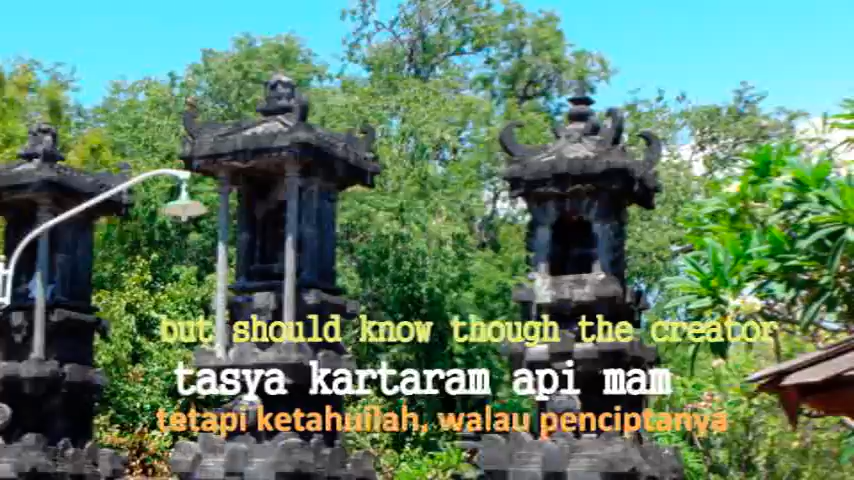 but should know though the creator
tasya kartaram api mam
tetapi ketahuilah, walau penciptanya